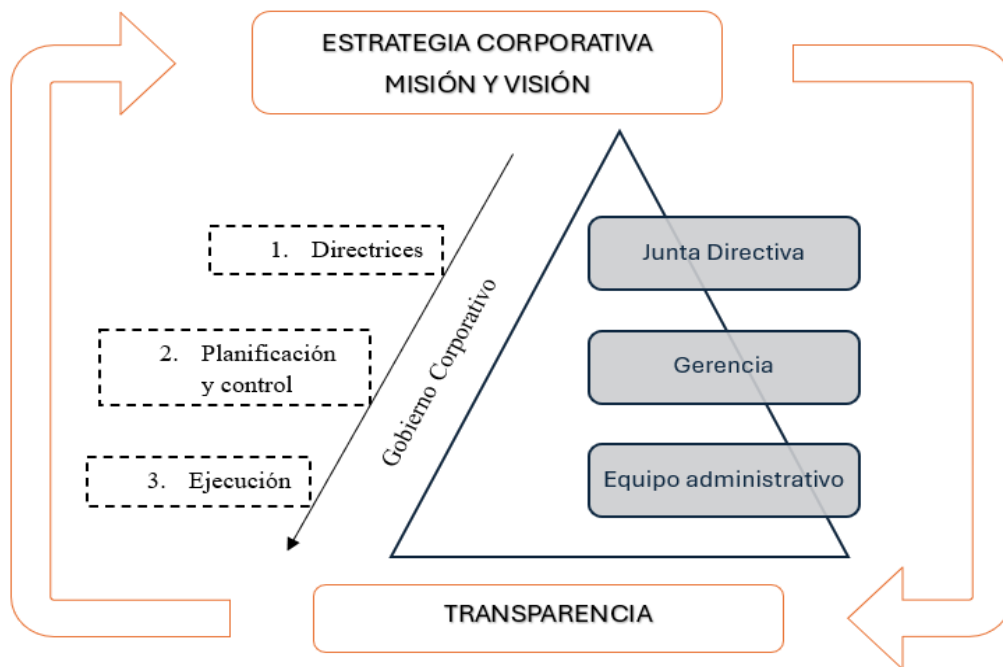 ESTRATEGIA CORPORATIVA
MISIÓN Y VISIÓN
1. Directrices
Junta Directiva
2. Planificación
y control
Gobierno Corporativo
Gerencia
3. Ejecución
Equipo administrativo
TRANSPARENCIA